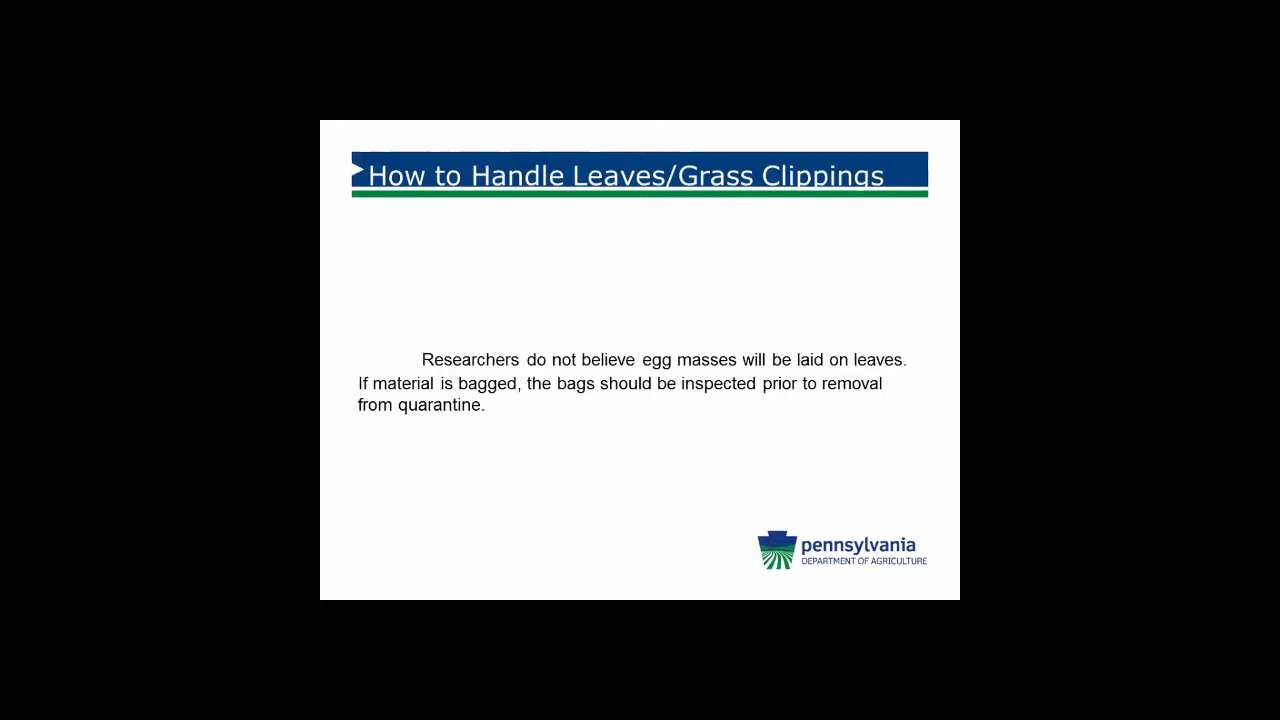 How to Handle Leaves/Grass Clippings
Researchers do not believe egg masses will be laid on leaves.
If material is bagged, the bags should be inspected prior to removal
from quarantine.
pennsylvania
DEPARTMENT OF AGRICULTURE